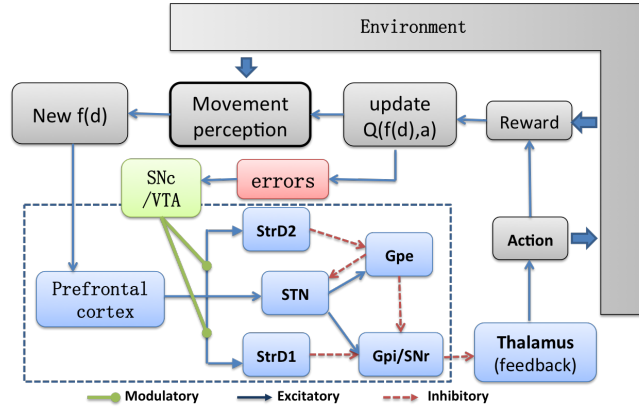 Environment
New f(d)
Movement
perception
update
Q(f(d),a)
Reward
SNc
/VTA
errors
StrD2
Gpe
Action
Prefrontal
cortex
STN
StrD1
Gpi/SNr
Thalamus
(feedback)
Modulatory
Excitatory
Inhibitory